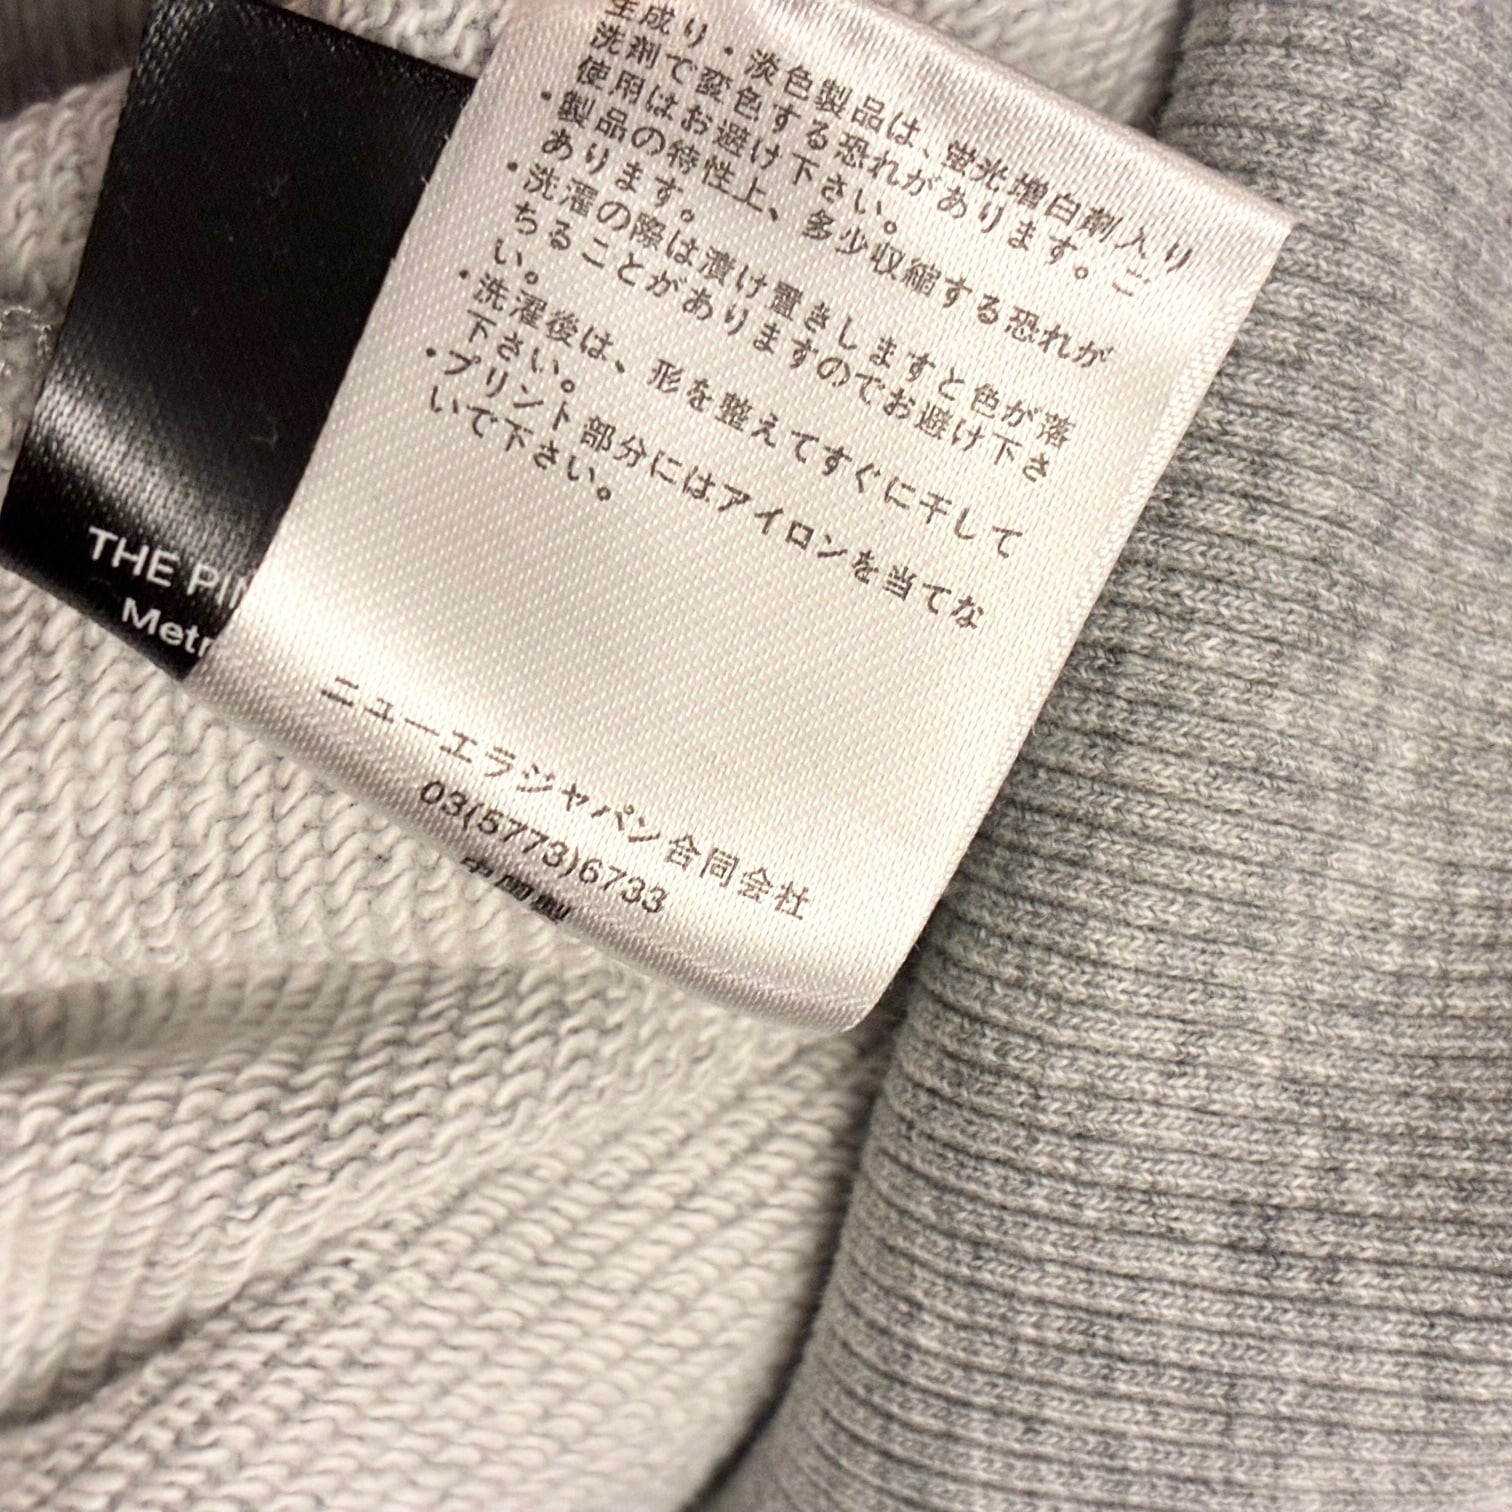 生成り・淡色製品は、蛍光増白剤入り
洗剤で変色する恐れがあります。ご
使用はお避け下さい。
・製品の特性上、多少収縮する恐れが
あります。
・洗濯の際は漬け置きしますと色が落
ちることがありますのでお避け下さ
い。
・洗濯後は、形を整えてすぐに干して
下さい。
・プリント部分にはアイロンを当てな
いで下さい。
ニューエラジャパン合同会社
03(5773)6733
中国製
THE
Metr